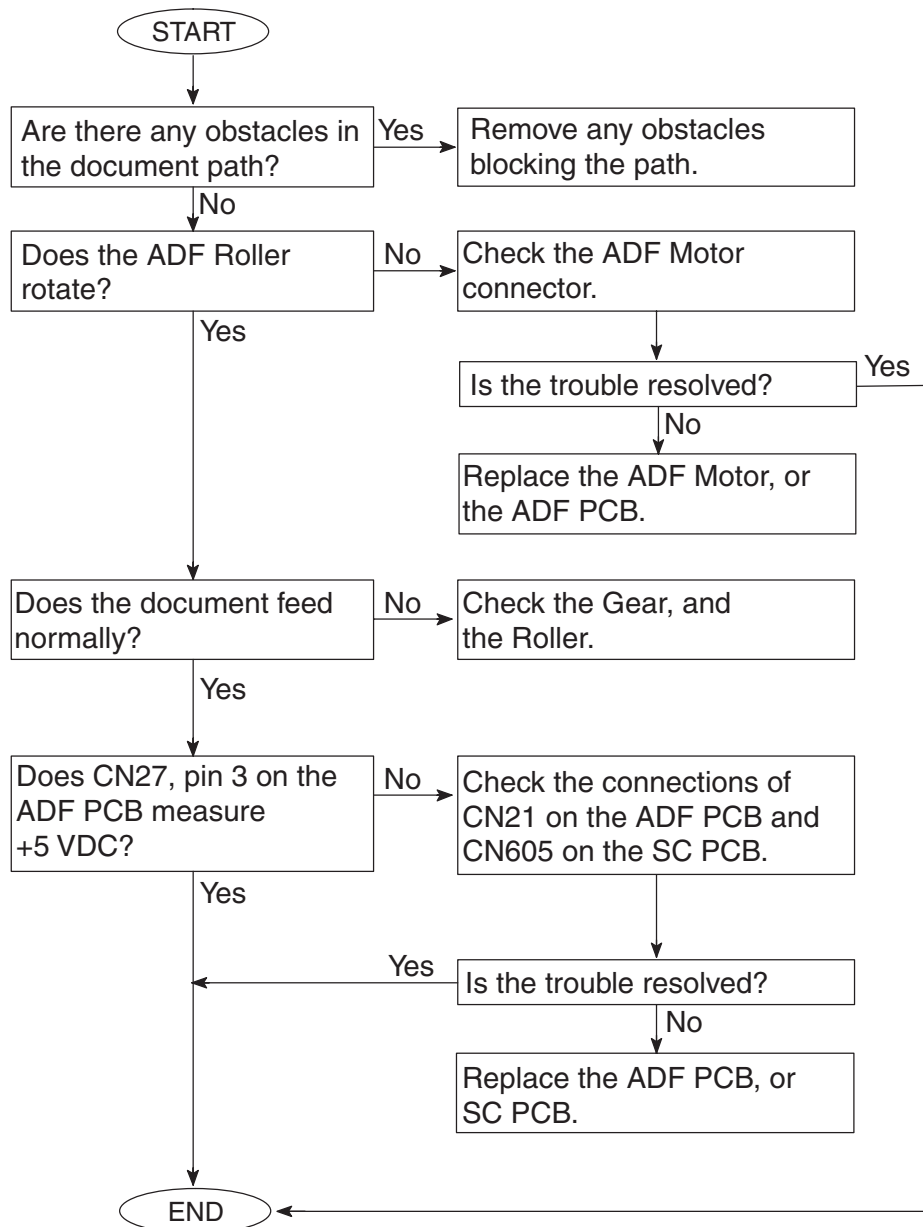 START
Are there any obstacles in
the document path?
Yes
Remove any obstacles
blocking the path.
No
Does the ADF Roller
rotate?
No
Check the ADF Motor
connector.
Yes
Is the trouble resolved?
Yes
No
Replace the ADF Motor, or
the ADF PCB.
Does the document feed
normally?
No
Check the Gear, and
the Roller.
Yes
Does CN27, pin 3 on the
ADF PCB measure
+5 VDC?
No
Check the connections of
CN21 on the ADF PCB and
CN605 on the SC PCB.
Yes
Yes
Is the trouble resolved?
No
Replace the ADF PCB, or
SC PCB.
END